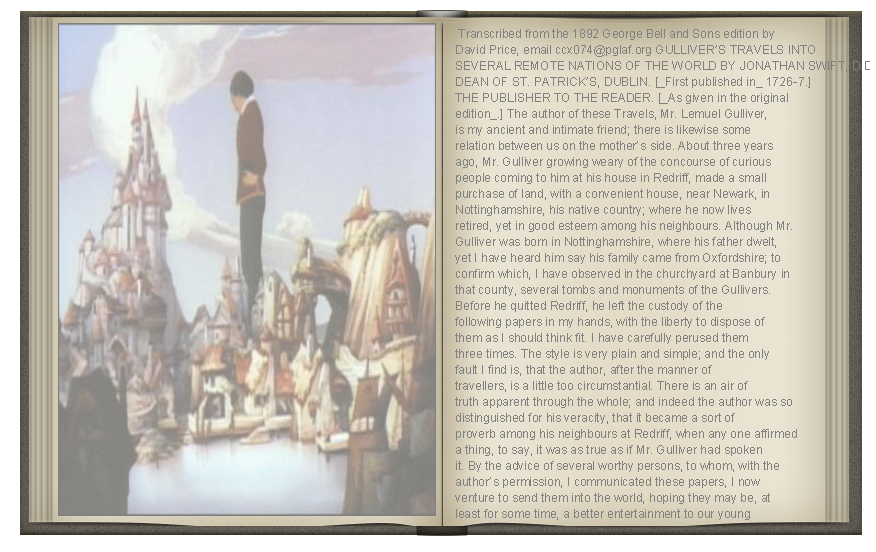 Transcribed from the 1892 George Bell and Sons edition by
David Price, email ccx074@pglaf.org GULLIVER'S TRAVELS INTO
SEVERAL REMOTE NATIONS OF THE WORLD BY JONATHAN SWIFT, D.D
DEAN OF ST. PATRICK'S, DUBLIN. [_First published in_ 1726-7.]
THE PUBLISHER TO THE READER. [_As given in the original
edition_.] The author of these Travels, Mr. Lemuel Gulliver,
is my ancient and intimate friend; there is likewise some
relation between us on the mother's side. About three years
ago, Mr. Gulliver growing weary of the concourse of curious
people coming to him at his house in Redriff, made a small
purchase of land, with a convenient house, near Newark, in
Nottinghamshire, his native country; where he now lives
retired, yet in good esteem among his neighbours. Although Mr.
Gulliver was born in Nottinghamshire, where his father dwelt,
yet I have heard him say his family came from Oxfordshire; to
confirm which, I have observed in the churchyard at Banbury in
that county, several tombs and monuments of the Gullivers.
Before he quitted Redriff, he left the custody of the
following papers in my hands, with the liberty to dispose of
them as I should think fit. I have carefully perused them
three times. The style is very plain and simple; and the only
fault I find is, that the author, after the manner of
travellers, is a little too circumstantial. There is an air of
truth apparent through the whole; and indeed the author was so
distinguished for his veracity, that it became a sort of
proverb among his neighbours at Redriff, when any one affirmed
a thing, to say, it was as true as if Mr. Gulliver had spoken
it. By the advice of several worthy persons, to whom, with the
author's permission, I communicated these papers, I now
venture to send them into the world, hoping they may be, at
least for some time, a better entertainment to our young